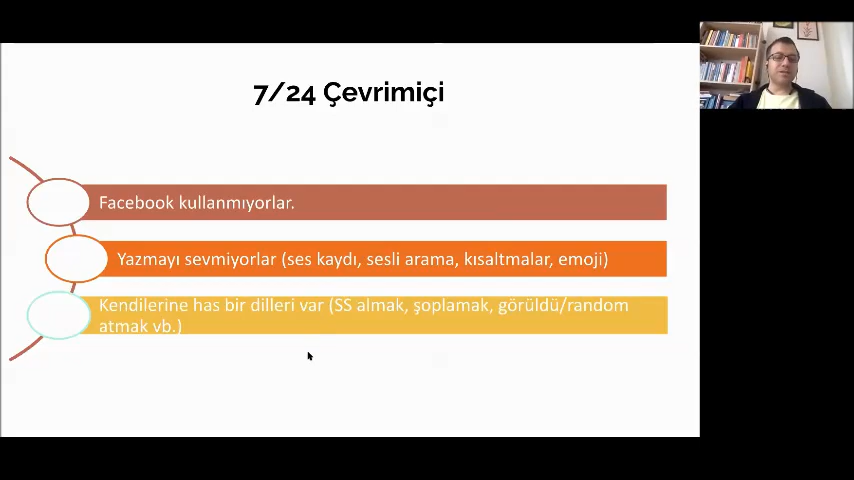 7/24 Çevrimiçi
Facebook kullanmıyorlar.
Yazmayı sevmiyorlar (ses kaydı, sesli arama, kısaltmalar, emoji)
Kendilerine has bir dilleri var (SS almak, şoplamak, görüldü/random
atmak vb.)